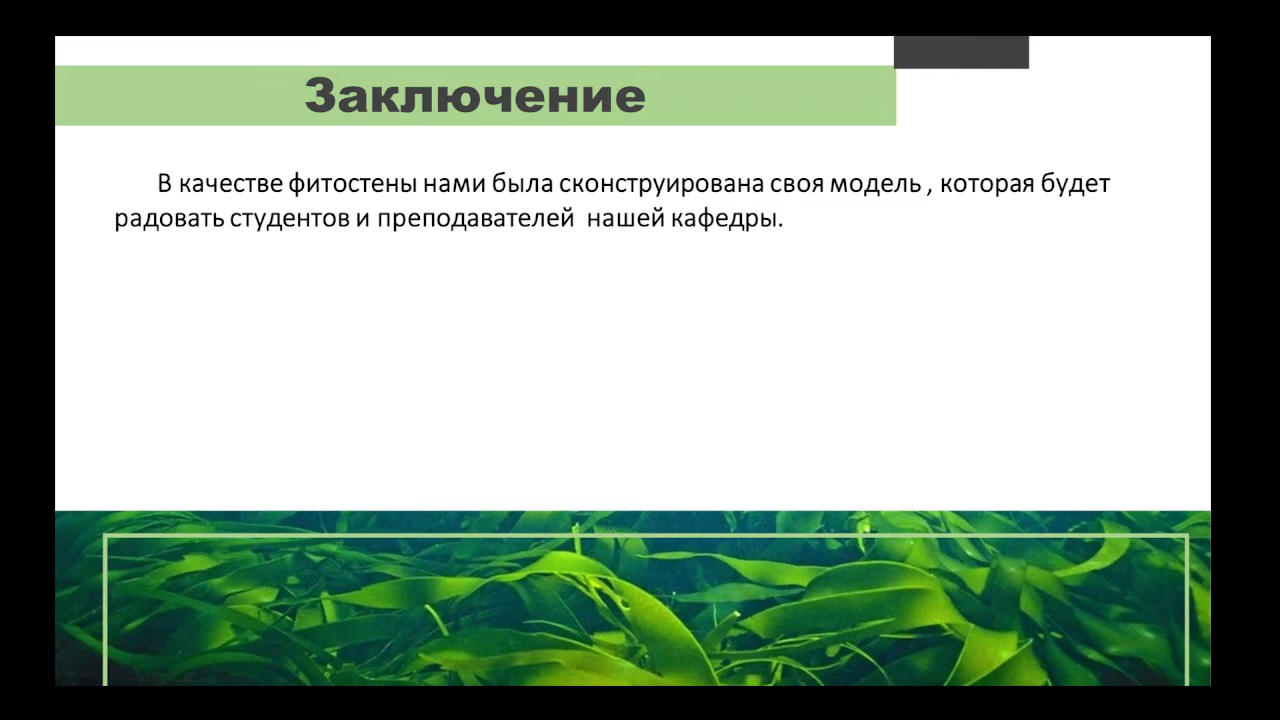 Заключение
В качестве фитостены нами была сконструирована своя модель , которая будет
радовать студентов и преподавателей  нашей кафедры.